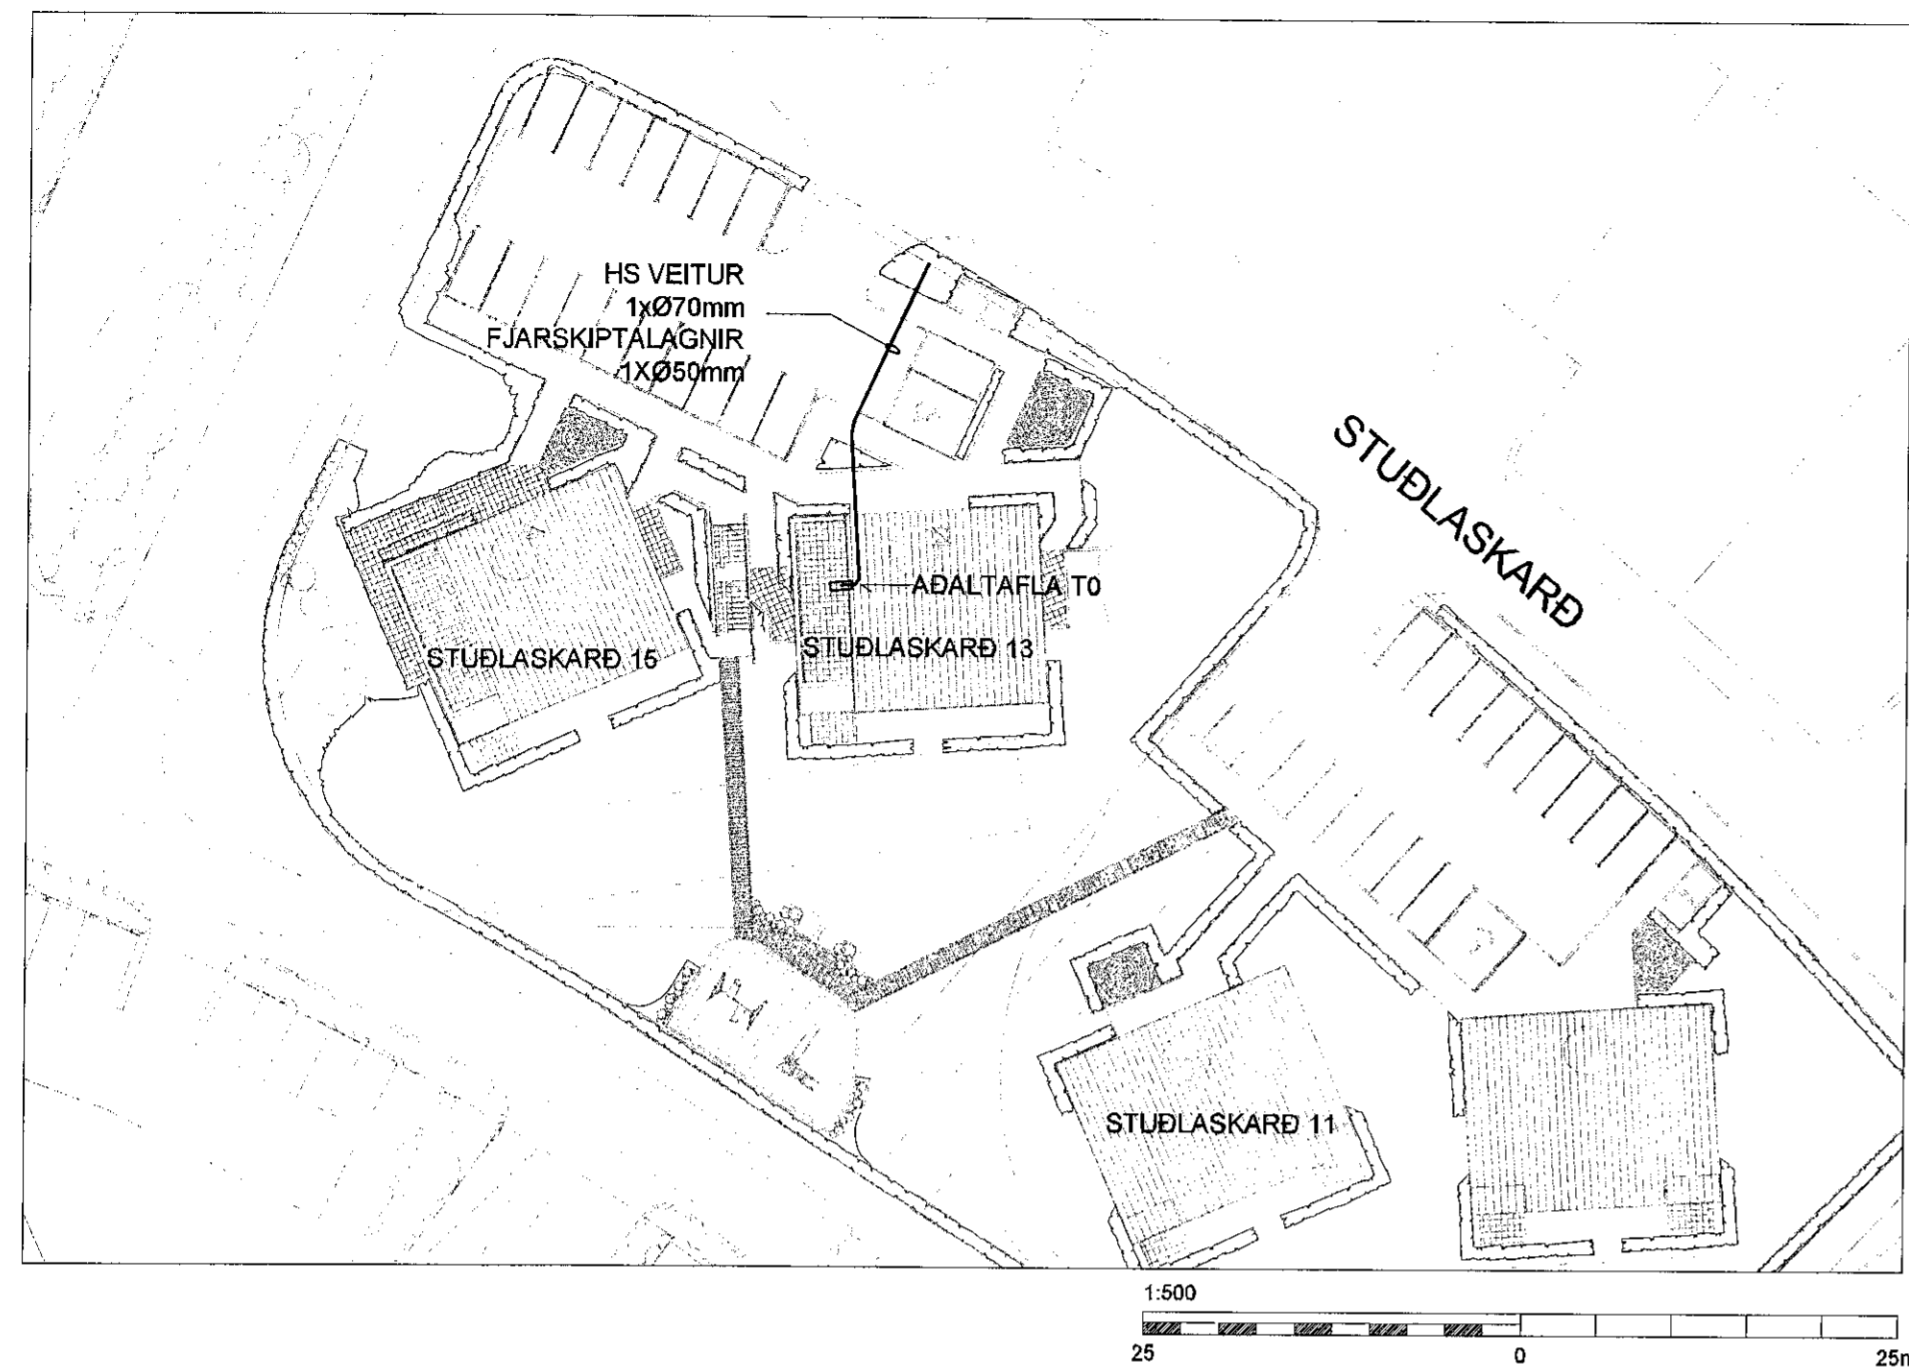 HS VEITUR
1xØ70mm
FJARSKIPTALAGNIR
1XØ50mm
STUÐLASKARÐ
AÐALTAFLA T0
STUÐLASKARÐ 15
STUÐLASKARÐ 13
STUÐLASKARÐ 11
1:500
25
0
25m